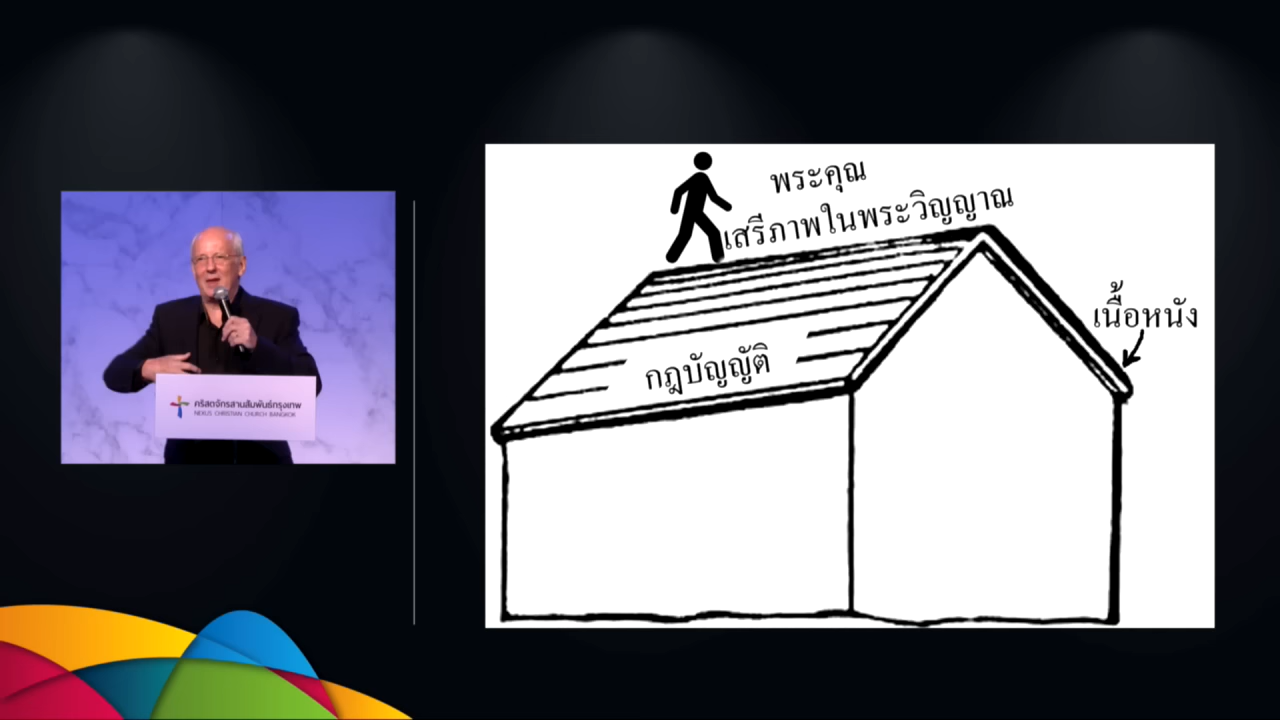 คริสตจักรสานสัมพันธ์กรุงเทพ
NEXUS CHRISTIAN CHURCH BANGKOK
พระคุณ
เสรีภาพในพระวิญญาณ
เนื้อหนัง
กฎบัญญัติ